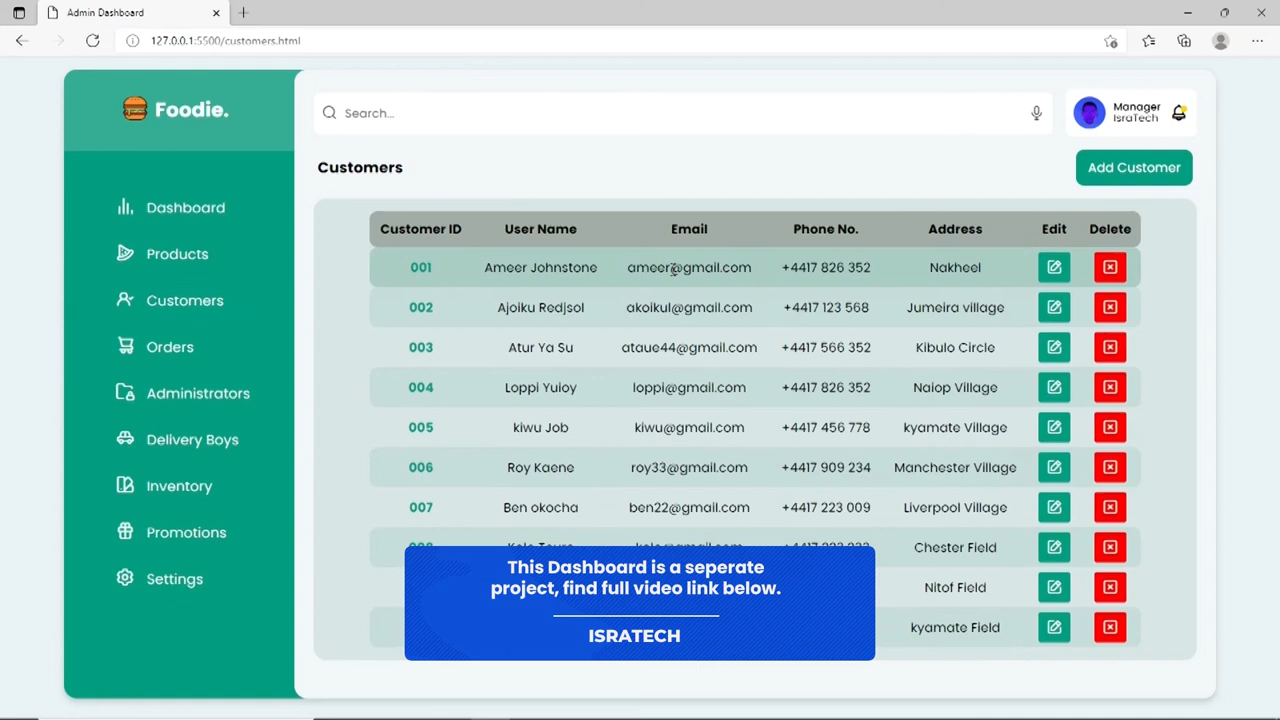 Admin Dashboard
127.0.0.1:5500/customers.html
Foodie.
Search...
Manager
IsraTech
Customers
Add Customer
Dashboard
Products
Customers
Orders
Administrators
Delivery Boys
Inventory
Promotions
Settings
Customer ID User Name Email Phone No. Address Edit Delete
001 Ameer Johnstone ameer@gmail.com +4417 826 352 Nakheel
002 Ajoiku Redjsol akoikul@gmail.com +4417 123 568 Jumeira village
003 Atur Ya Su ataue44@gmail.com +4417 566 352 Kibulo Circle
004 Loppi Yuioy loppi@gmail.com +4417 826 352 Naiop Village
005 kiwu Job kiwu@gmail.com +4417 456 778 kyamate Village
006 Roy Kaene roy33@gmail.com +4417 909 234 Manchester Village
007 Ben okocha ben22@gmail.com +4417 223 009 Liverpool Village
Chester Field
Nitof Field
kyamate Field
This Dashboard is a seperate
project, find full video link below.
ISRATECH